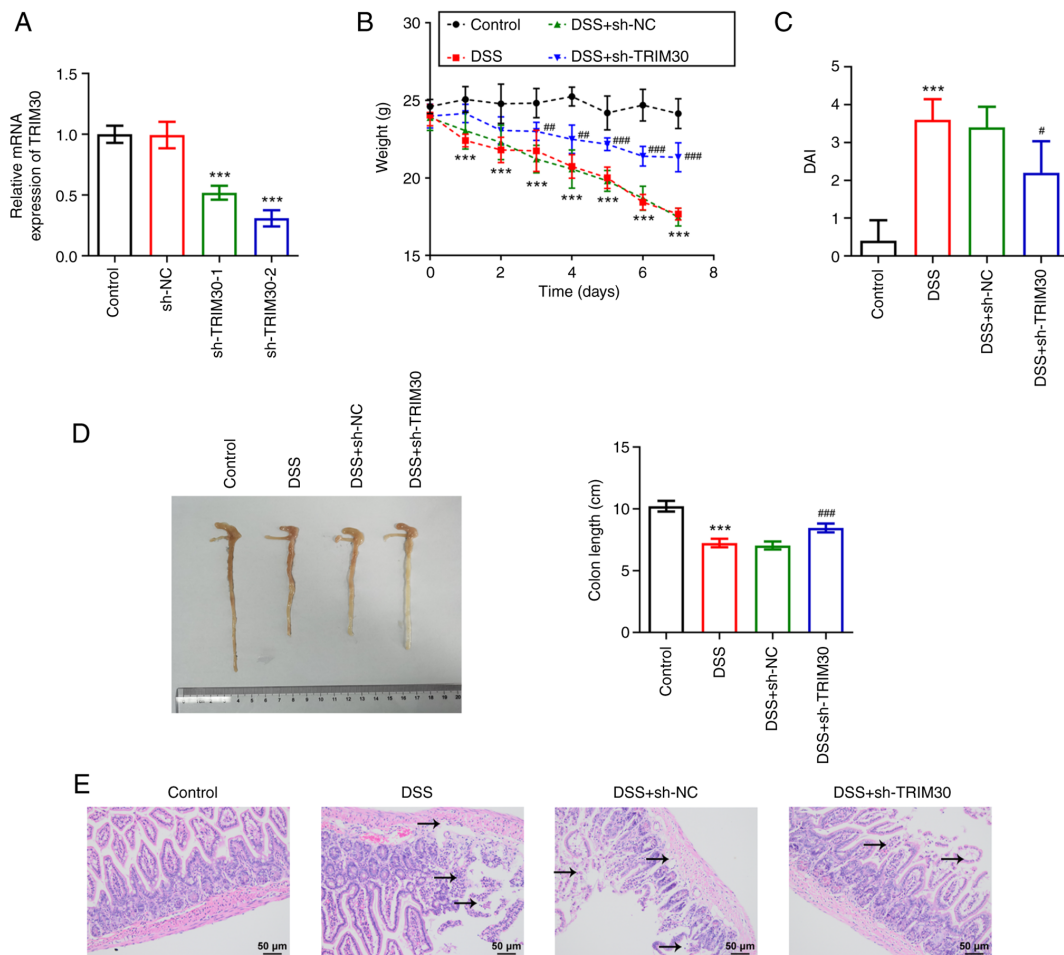 A
Relative mRNA
expression of TRIM30
1.5
1.0
0.5
0.0
***
***
Control
sh-NC
sh-TRIM30-1
sh-TRIM30-2
B
Control
DSS+sh-NC
DSS
DSS+sh-TRIM30
Weight (g)
30
25
20
15
##
##
###
###
###
***
***
***
***
***
***
***
0
2
4
6
8
Time (days)
C
DAI
5
4
3
2
1
0
***
#
Control
DSS
DSS+sh-NC
DSS+sh-TRIM30
D
Control
DSS
DSS+sh-NC
DSS+sh-TRIM30
Colon length (cm)
15
10
5
0
***
###
Control
DSS
DSS+sh-NC
DSS+sh-TRIM30
E
Control
DSS
DSS+sh-NC
DSS+sh-TRIM30
50 µm
50 µm
50 µm
50 µm